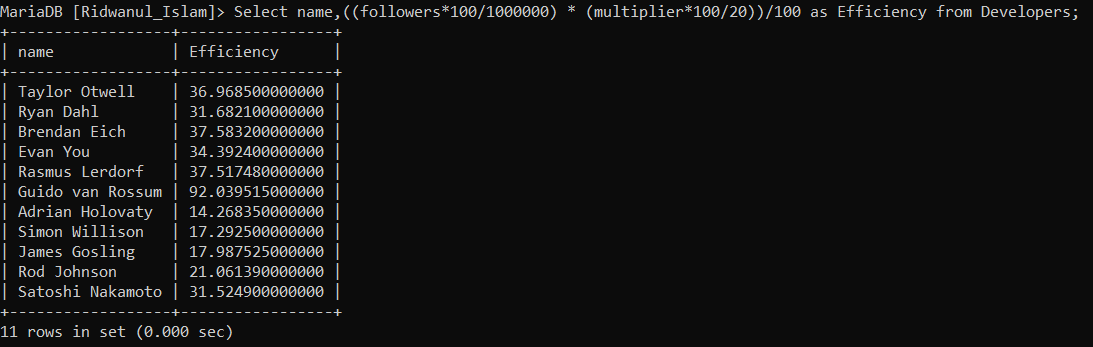 MariaDB [Ridwanul_Islam]> Select name,((followers*100/1000000) * (multiplier*100/20))/100 as Efficiency from Developers;
+------------------+-----------------+
| name             | Efficiency      |
+------------------+-----------------+
| Taylor Otwell    | 36.968500000000 |
| Ryan Dahl        | 31.682100000000 |
| Brendan Eich     | 37.583200000000 |
| Evan You         | 34.392400000000 |
| Rasmus Lerdorf   | 37.517480000000 |
| Guido van Rossum | 92.039515000000 |
| Adrian Holovaty  | 14.268350000000 |
| Simon Willison   | 17.292500000000 |
| James Gosling    | 17.987525000000 |
| Rod Johnson      | 21.061390000000 |
| Satoshi Nakamoto | 31.524900000000 |
+------------------+-----------------+
11 rows in set (0.000 sec)